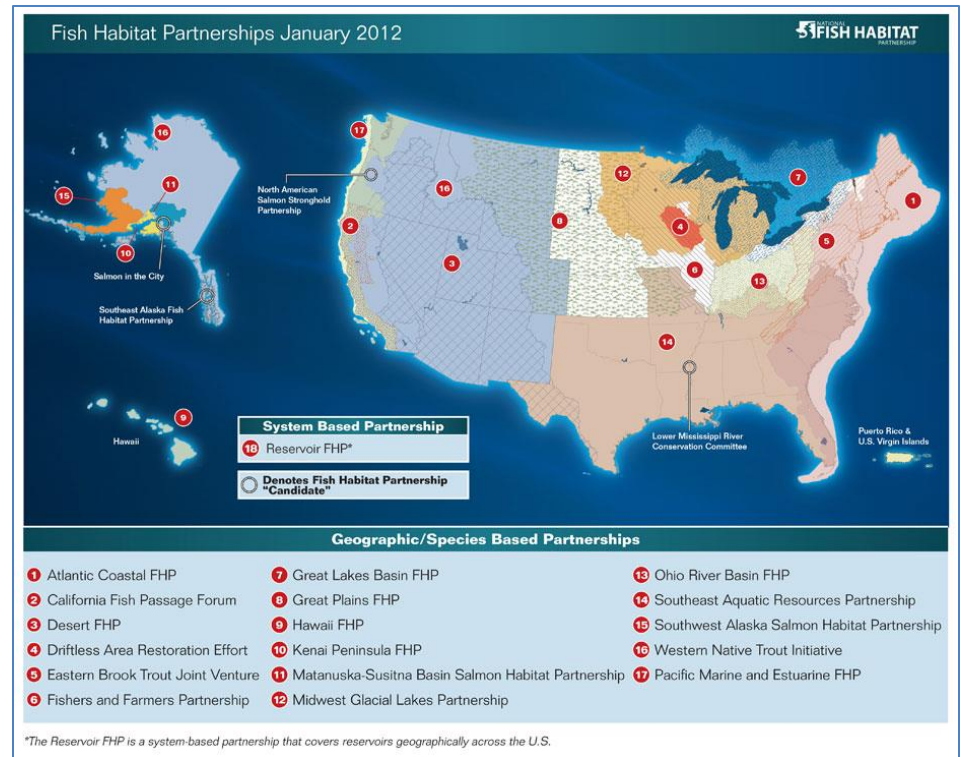 Fish Habitat Partnerships January 2012
NATIONAL
FISH HABITAT
PARTNERSHIP
16
17
12
7
1
11
15
North American
Salmon Stronghold
Partnership
16
2
8
4
5
10
3
6
13
Salmon in the City
Southeast Alaska Fish
Habitat Partnership
14
9
Hawaii
System Based Partnership
18 Reservoir FHP*
Denotes Fish Habitat Partnership
"Candidate"
Lower Mississippi River
Conservation Committee
Puerto Rico &
U.S. Virgin Islands
Geographic/Species Based Partnerships
1 Atlantic Coastal FHP
2 California Fish Passage Forum
3 Desert FHP
4 Driftless Area Restoration Effort
5 Eastern Brook Trout Joint Venture
6 Fishers and Farmers Partnership
7 Great Lakes Basin FHP
8 Great Plains FHP
9 Hawaii FHP
10 Kenai Peninsula FHP
11 Matanuska-Susitna Basin Salmon Habitat Partnership
12 Midwest Glacial Lakes Partnership
13 Ohio River Basin FHP
14 Southeast Aquatic Resources Partnership
15 Southwest Alaska Salmon Habitat Partnership
16 Western Native Trout Initiative
17 Pacific Marine and Estuarine FHP
*The Reservoir FHP is a system-based partnership that covers reservoirs geographically across the U.S.